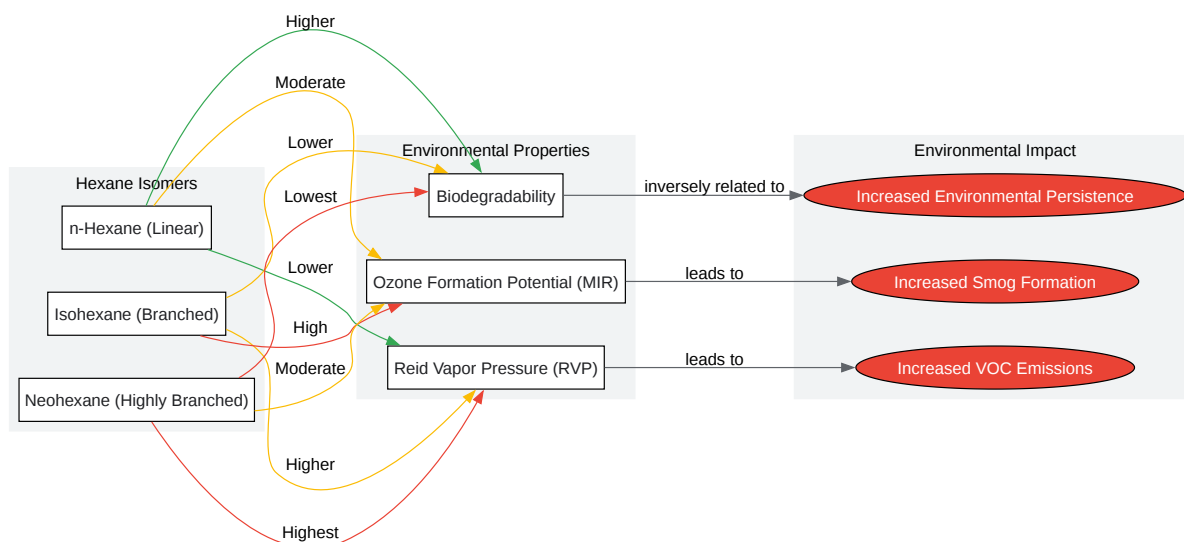 Higher
Moderate
Lower
Environmental Properties
Environmental Impact
Hexane Isomers
Lowest
Biodegradability
inversely related to
Increased Environmental Persistence
n-Hexane (Linear)
Lower
Ozone Formation Potential (MIR)
leads to
Increased Smog Formation
Isohexane (Branched)
High
Moderate
Reid Vapor Pressure (RVP)
leads to
Increased VOC Emissions
Neohexane (Highly Branched)
Higher
Highest